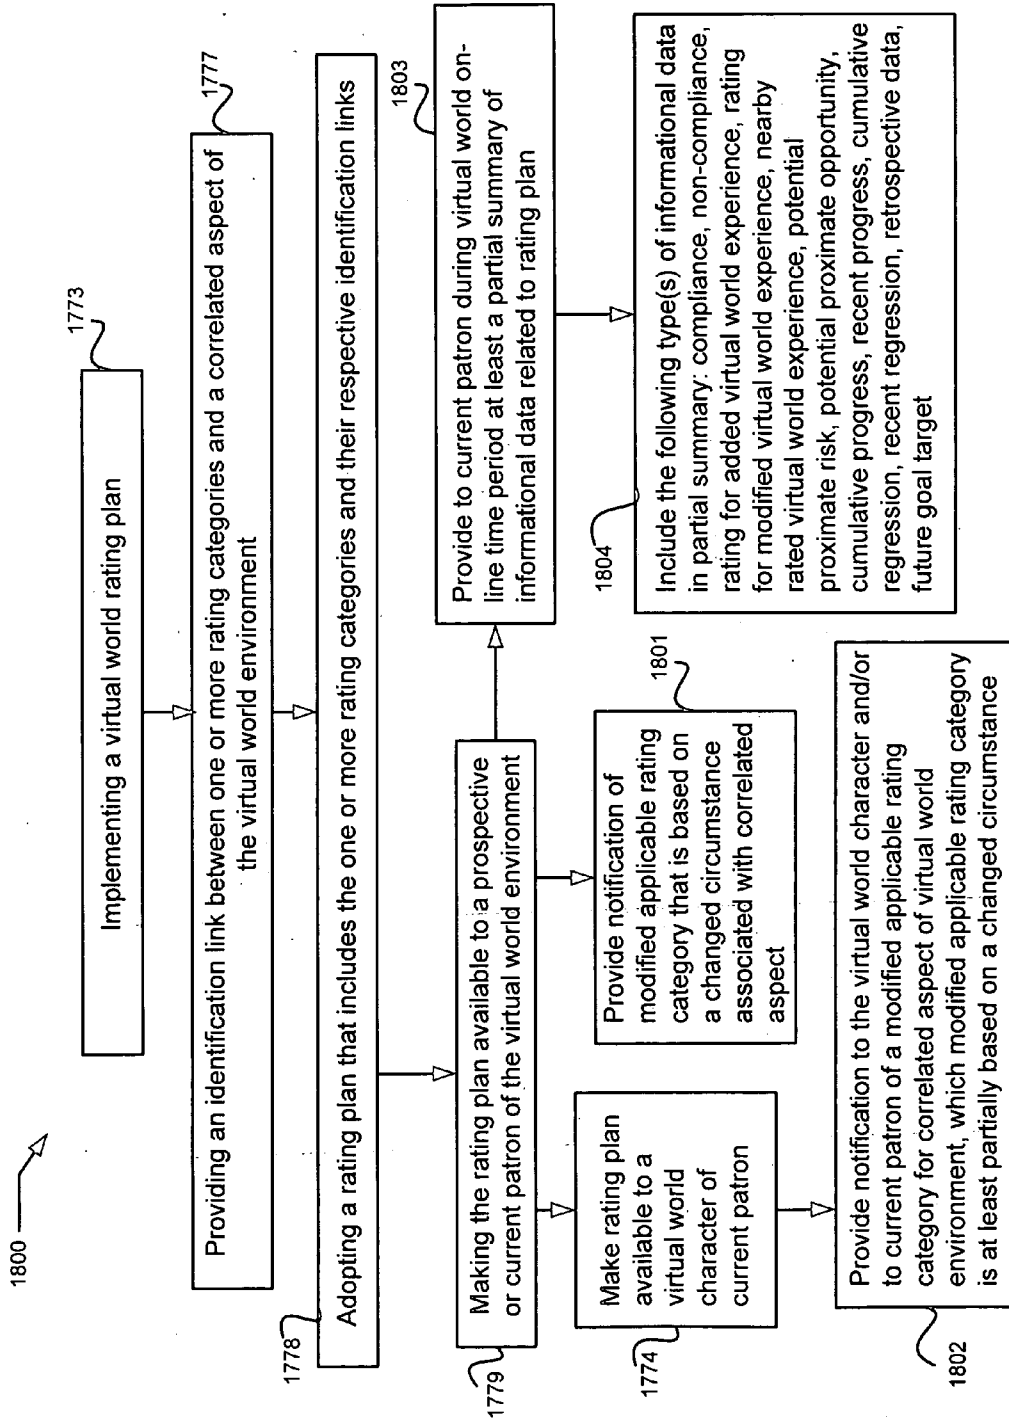 1800
1773
Implementing a virtual world rating plan
1777
Providing an identification link between one or more rating categories and a correlated aspect of
the virtual world environment
1778
Adopting a rating plan that includes the one or more rating categories and their respective identification links
1779
Making the rating plan available to a prospective
or current patron of the virtual world environment
1803
Provide to current patron during virtual world on-
line time period at least a partial summary of
informational data related to rating plan
1774
Make rating plan
available to a
virtual world
character of
current patron
1801
Provide notification of
modified applicable rating
category that is based on
a changed circumstance
associated with correlated
aspect
1804
Include the following type(s) of informational data
in partial summary: compliance, non-compliance,
rating for added virtual world experience, rating
for modified virtual world experience, nearby
rated virtual world experience, potential
proximate risk, potential proximate opportunity,
cumulative progress, recent progress, cumulative
regression, recent regression, retrospective data,
future goal target
1802
Provide notification to the virtual world character and/or
to current patron of a modified applicable rating
category for correlated aspect of virtual world
environment, which modified applicable rating category
is at least partially based on a changed circumstance